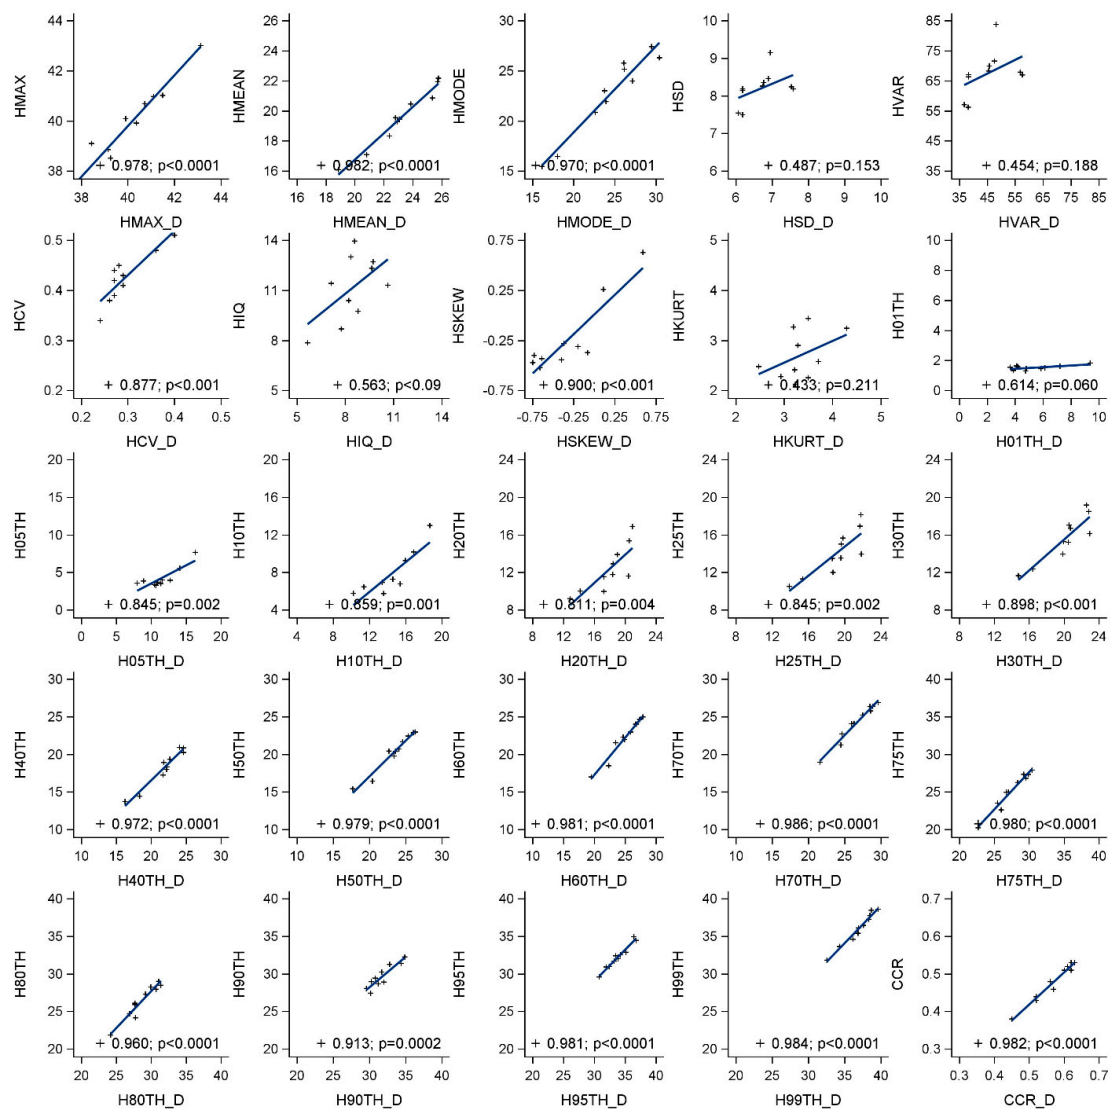 HMAX
44
42
40
38
+ 0.978; p<0.0001
38 40 42 44
HMAX_D
HMEAN
26
24
22
20
18
16
+ 0.982; p<0.0001
16 18 20 22 24 26
HMEAN_D
HMODE
30
25
20
15
+ 0.970; p<0.0001
15 20 25 30
HMODE_D
HSD
10
9
8
7
6
+ 0.487; p=0.153
6 7 8 9 10
HSD_D
HVAR
85
75
65
55
45
35
+ 0.454; p=0.188
35 45 55 65 75 85
HVAR_D
HCV
0.5
0.4
0.3
0.2
+ 0.877; p<0.001
0.2 0.3 0.4 0.5
HCV_D
HIQ
14
11
8
5
+ 0.563; p<0.09
5 8 11 14
HIQ_D
HSKEW
0.75
0.25
-0.25
-0.75
+ 0.900; p<0.001
-0.75 -0.25 0.25 0.75
HSKEW_D
HKURT
5
4
3
2
+ 0.433; p=0.211
2 3 4 5
HKURT_D
H01TH
10
8
6
4
2
0
+ 0.614; p=0.060
0 2 4 6 8 10
H01TH_D
H05TH
20
15
10
5
0
+ 0.845; p=0.002
0 5 10 15 20
H05TH_D
H10TH
22
19
16
13
10
7
4
+ 0.859; p=0.001
4 7 10 13 16 19 22
H10TH_D
H20TH
24
20
16
12
8
+ 0.811; p=0.004
8 12 16 20 24
H20TH_D
H25TH
24
20
16
12
8
+ 0.845; p=0.002
8 12 16 20 24
H25TH_D
H30TH
24
20
16
12
8
+ 0.898; p<0.001
8 12 16 20 24
H30TH_D
H40TH
30
25
20
15
10
+ 0.972; p<0.0001
10 15 20 25 30
H40TH_D
H50TH
30
25
20
15
10
+ 0.979; p<0.0001
10 15 20 25 30
H50TH_D
H60TH
30
25
20
15
10
+ 0.981; p<0.0001
10 15 20 25 30
H60TH_D
H70TH
30
25
20
15
10
+ 0.986; p<0.0001
10 15 20 25 30
H70TH_D
H75TH
40
35
30
25
20
+ 0.980; p<0.0001
20 25 30 35 40
H75TH_D
H80TH
40
35
30
25
20
+ 0.960; p<0.0001
20 25 30 35 40
H80TH_D
H90TH
40
35
30
25
20
+ 0.913; p=0.0002
20 25 30 35 40
H90TH_D
H95TH
40
35
30
25
20
+ 0.981; p<0.0001
20 25 30 35 40
H95TH_D
H99TH
40
35
30
25
20
+ 0.984; p<0.0001
20 25 30 35 40
H99TH_D
CCR
0.7
0.6
0.5
0.4
0.3
+ 0.982; p<0.0001
0.3 0.4 0.5 0.6 0.7
CCR_D